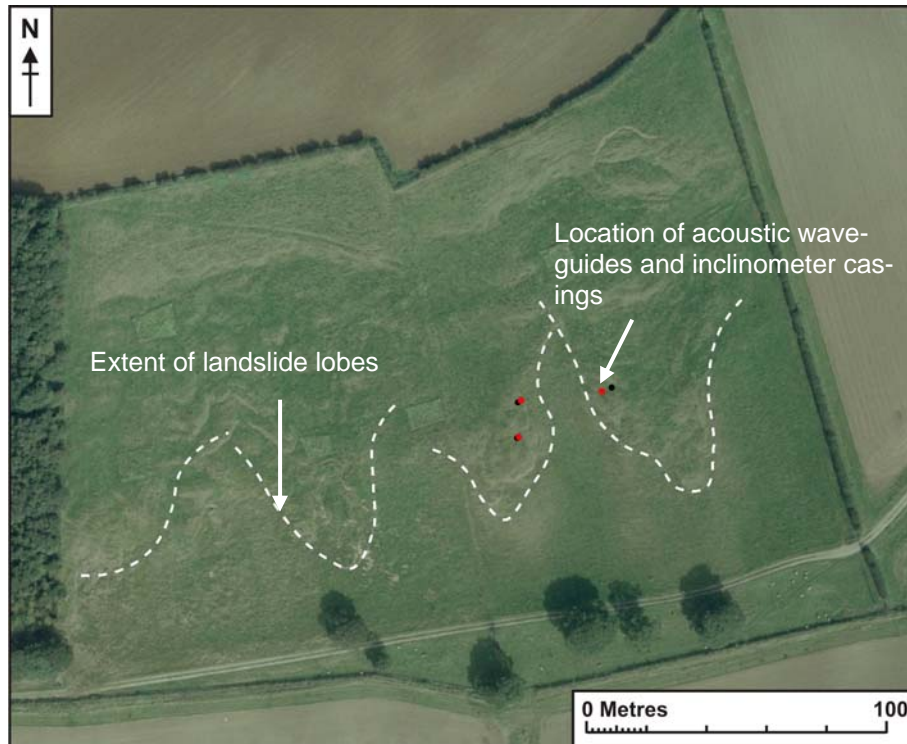 N
Location of acoustic wave-
guides and inclinometer cas-
ings
Extent of landslide lobes
0 Metres 100